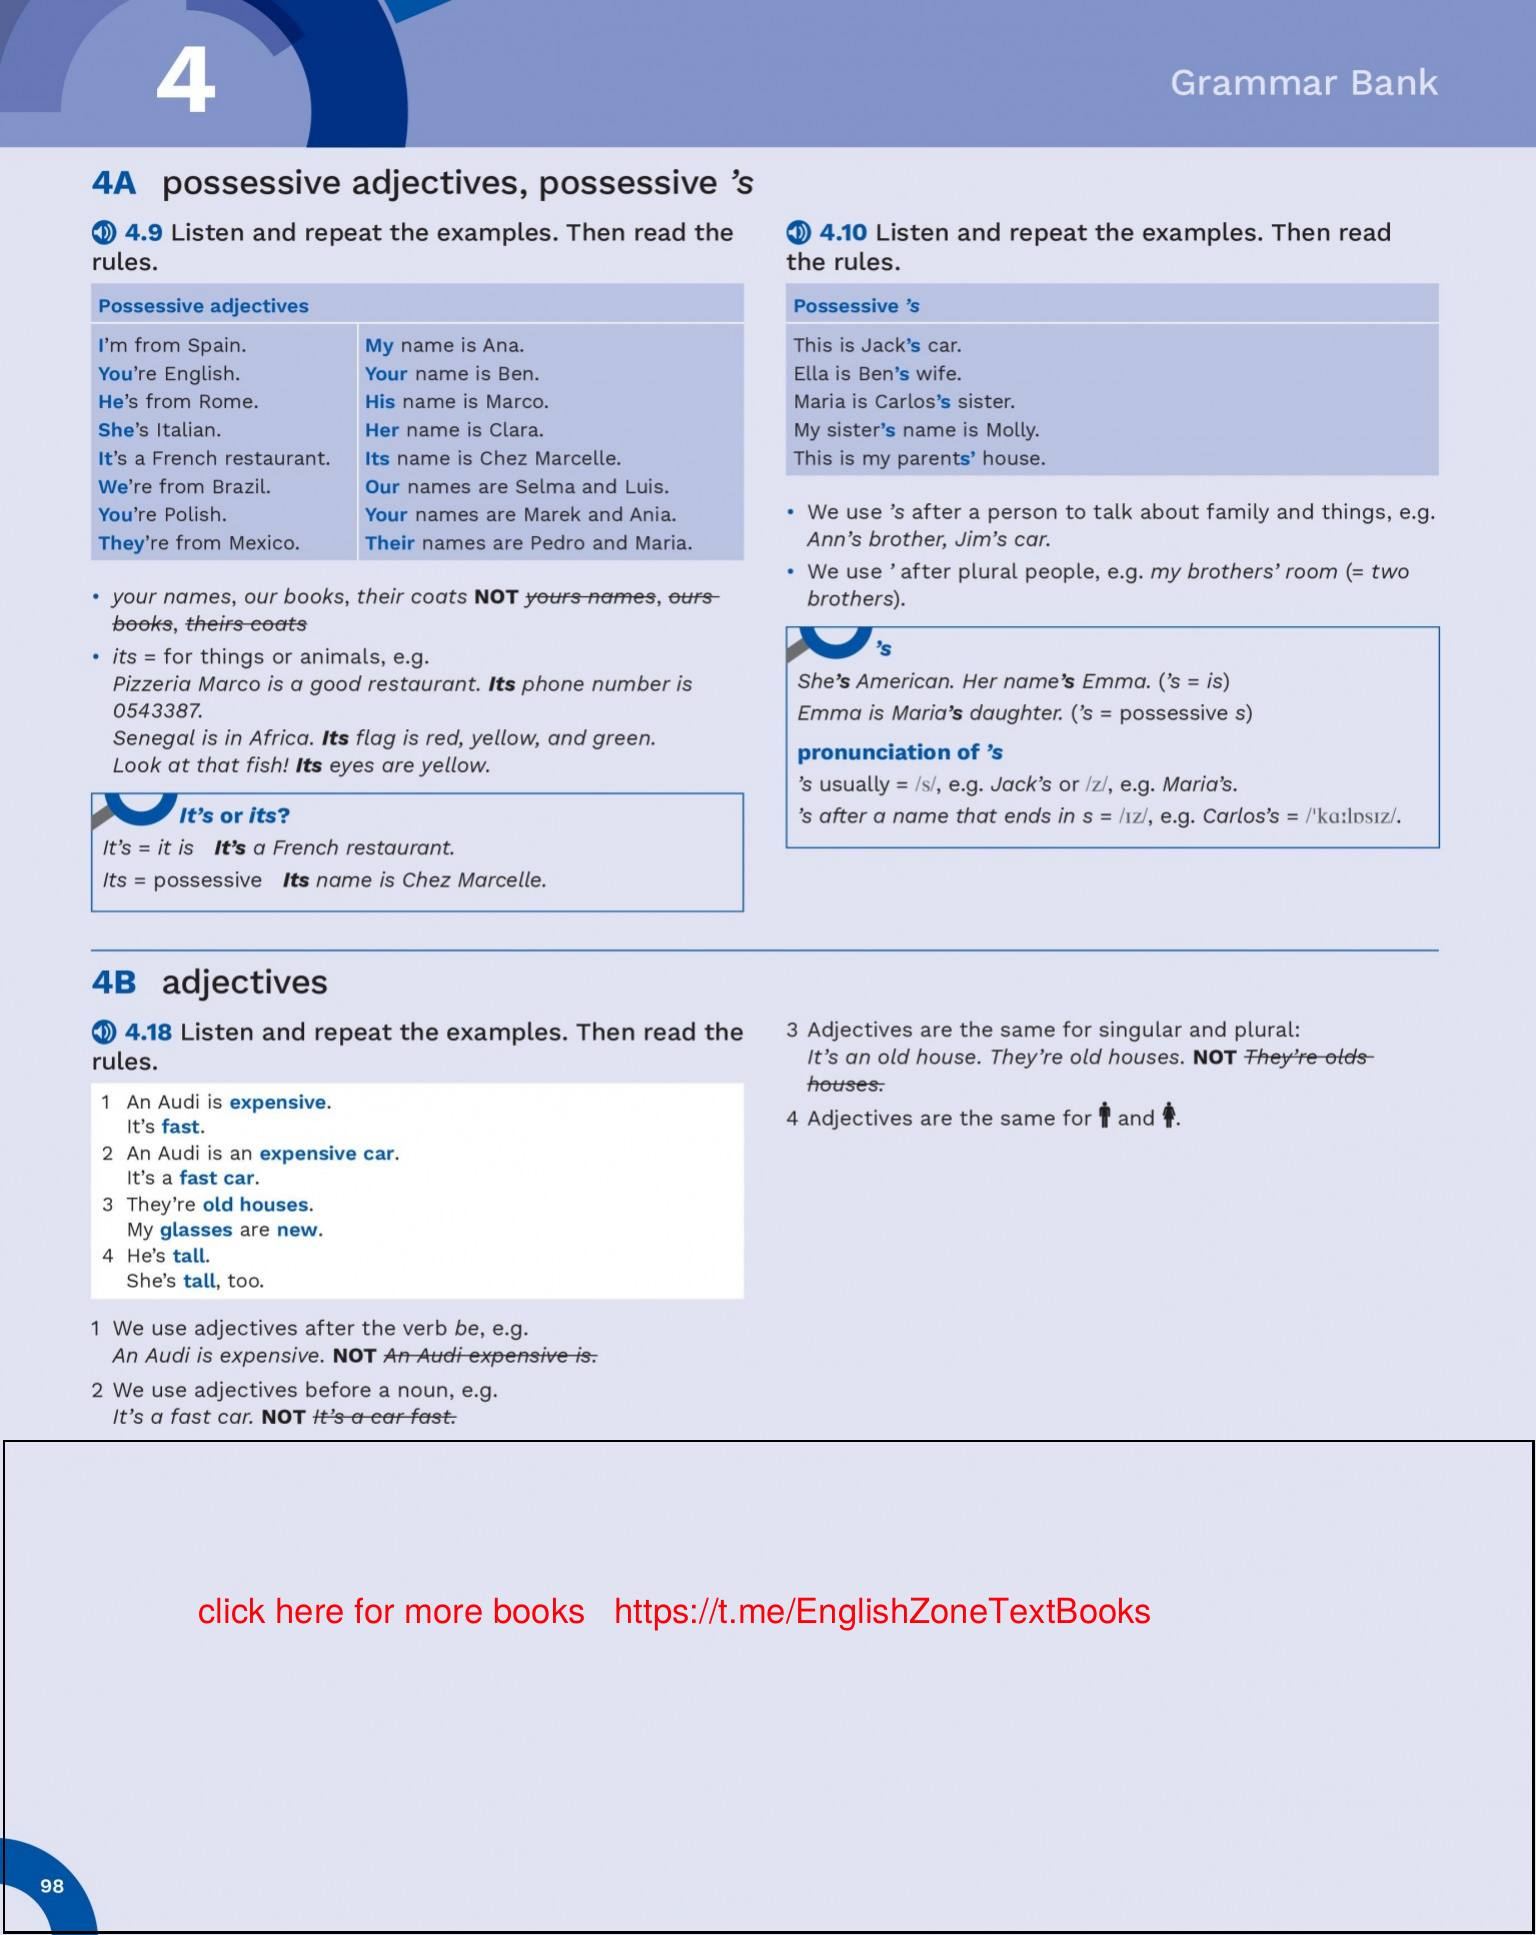 4
Grammar Bank
4A possessive adjectives, possessive ’s
4.9 Listen and repeat the examples. Then read the
rules.
Possessive adjectives
I’m from Spain. My name is Ana.
You’re English. Your name is Ben.
He’s from Rome. His name is Marco.
She’s Italian. Her name is Clara.
It’s a French restaurant. Its name is Chez Marcelle.
We’re from Brazil. Our names are Selma and Luis.
You’re Polish. Your names are Marek and Ania.
They’re from Mexico. Their names are Pedro and Maria.
• your names, our books, their coats NOT yours names, ours
books, theirs coats
• its = for things or animals, e.g.
Pizzeria Marco is a good restaurant. Its phone number is
0543387.
Senegal is in Africa. Its flag is red, yellow, and green.
Look at that fish! Its eyes are yellow.
It’s or its?
It’s = it is It’s a French restaurant.
Its = possessive Its name is Chez Marcelle.
4.10 Listen and repeat the examples. Then read
the rules.
Possessive ’s
This is Jack’s car.
Ella is Ben’s wife.
Maria is Carlos’s sister.
My sister’s name is Molly.
This is my parents’ house.
• We use ’s after a person to talk about family and things, e.g.
Ann’s brother, Jim’s car.
• We use ’ after plural people, e.g. my brothers’ room (= two
brothers).
’s
She’s American. Her name’s Emma. (’s = is)
Emma is Maria’s daughter. (’s = possessive s)
pronunciation of ’s
’s usually = /s/, e.g. Jack’s or /z/, e.g. Maria’s.
’s after a name that ends in s = /ɪz/, e.g. Carlos’s = /ˈkɑːlɒsɪz/.
4B adjectives
4.18 Listen and repeat the examples. Then read the
rules.
1 An Audi is expensive.
It’s fast.
2 An Audi is an expensive car.
It’s a fast car.
3 They’re old houses.
My glasses are new.
4 He’s tall.
She’s tall, too.
1 We use adjectives after the verb be, e.g.
An Audi is expensive. NOT An Audi expensive is.
2 We use adjectives before a noun, e.g.
It’s a fast car. NOT It’s a car fast.
3 Adjectives are the same for singular and plural:
It’s an old house. They’re old houses. NOT They’re olds
houses.
4 Adjectives are the same for and .
click here for more books https://t.me/EnglishZoneTextBooks
98